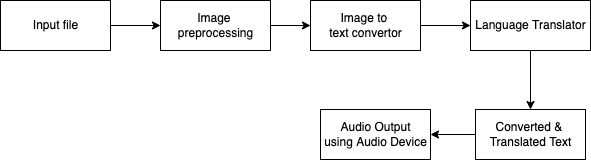 Input file
Image
preprocessing
Image to
text convertor
Language Translator
Converted &
Translated Text
Audio Output
using Audio Device